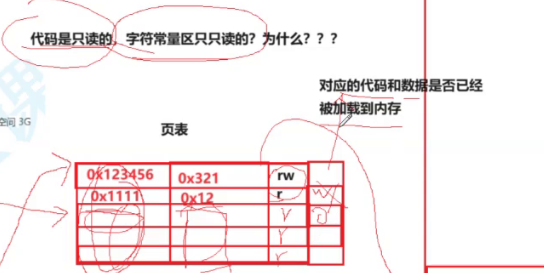 代码是只读的，字符常量区只只读的？为什么？？？
对应的代码和数据是否已经
被加载到内存
空间 3G
页表
0x123456 0x321 rw
0x1111 0x12 r
r
r